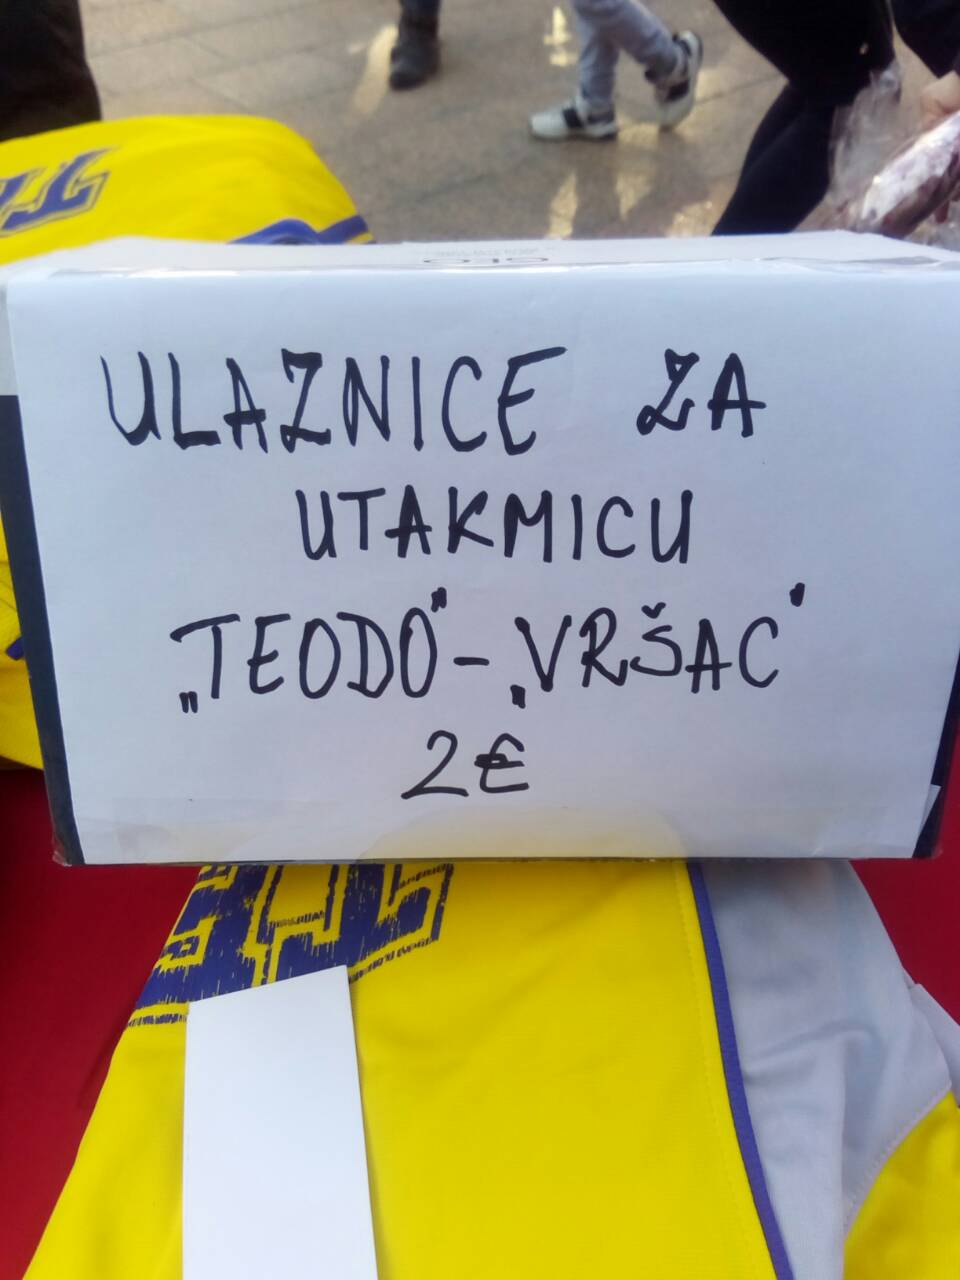 ULAZNICE ZA
UTAKMICU
„TEODO" - „VRŠAC"
2€